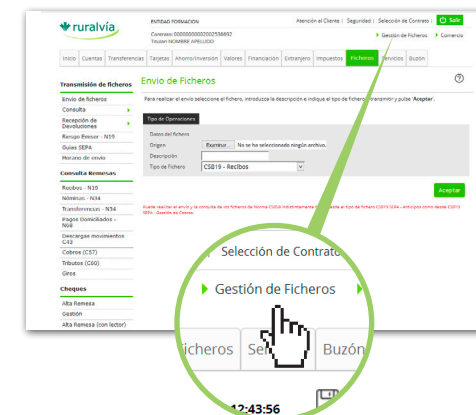 ruralvía
ENTIDAD FORMACION
Atención al Cliente | Seguridad | Selección de Contrato | Salir
Titular: NOMBRE APELLIDO
Gestión de Ficheros
Comercio
Inicio Cuentas Transferencias Tarjetas Ahorro/Inversión Valores Financiación Extranjero Impuestos Ficheros Servicios Buzón
Transmisión de ficheros
Envío de ficheros
Consulta
Recepción de Devoluciones
Riesgo Emisor - N19
Guías SEPA
Horario de envío
Consulta Remesas
Recibos - N19
Nóminas - N34
Transferencias - N34
Pagos Domiciliados - N68
Descargas movimientos C43
Cobros (C57)
Tributos (C60)
Giros
Cheques
Alta Remesa
Gestión
Alta Remesa (con lector)
Envío de Ficheros
Para realizar el envío seleccione el fichero, introduzca la descripción e indique el tipo de fichero a transmitir y pulse 'Aceptar'.
Tipo de Operaciones
Datos del fichero
Origen Examinar... No se ha seleccionado ningún archivo.
Descripción
Tipo de Fichero CSB19 - Recibos
Aceptar
Selección de Contrato
Gestión de Ficheros
icheros Se Buzón
12:43:56